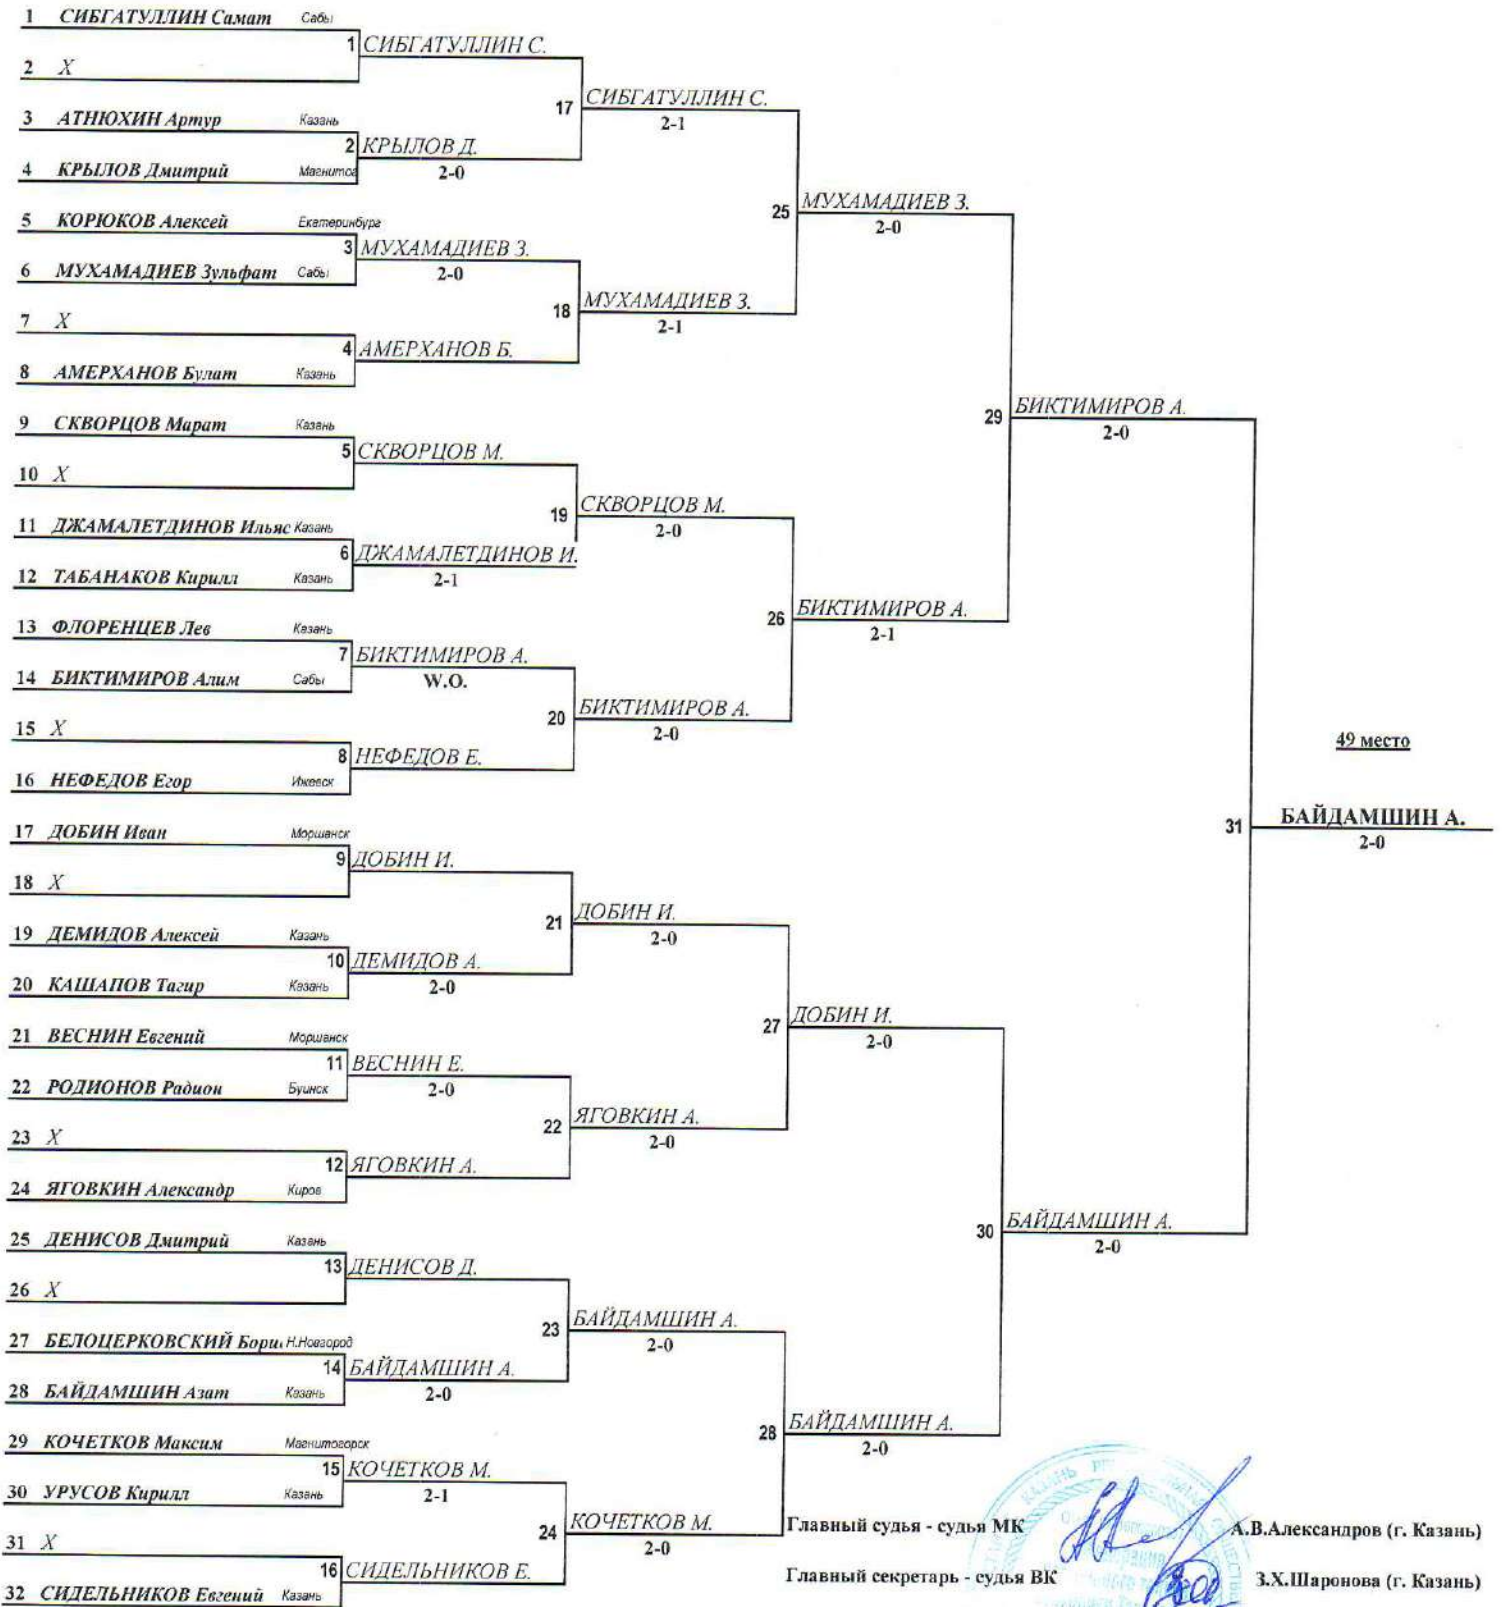 1 СИБГАТУЛЛИН Самат Сабы
1 СИБГАТУЛЛИН С.
2 X
17 СИБГАТУЛЛИН С.
2-1
3 АТНЮХИН Артур Казань
2 КРЫЛОВ Д.
2-0
4 КРЫЛОВ Дмитрий Магнитог
25 МУХАМАДИЕВ З.
2-0
5 КОРЮКОВ Алексей Екатеринбург
3 МУХАМАДИЕВ З.
2-0
6 МУХАМАДИЕВ Зульфат Сабы
18 МУХАМАДИЕВ З.
2-1
7 X
4 АМЕРХАНОВ Б.
8 АМЕРХАНОВ Булат Казань
29 БИКТИМИРОВ А.
2-0
9 СКВОРЦОВ Марат Казань
5 СКВОРЦОВ М.
10 X
19 СКВОРЦОВ М.
2-0
11 ДЖАМАЛЕТДИНОВ Ильяс Казань
6 ДЖАМАЛЕТДИНОВ И.
2-1
12 ТАБАНАКОВ Кирилл Казань
26 БИКТИМИРОВ А.
2-1
13 ФЛОРЕНЦЕВ Лев Казань
7 БИКТИМИРОВ А.
W.O.
14 БИКТИМИРОВ Алим Сабы
20 БИКТИМИРОВ А.
2-0
15 X
8 НЕФЕДОВ Е.
16 НЕФЕДОВ Егор Ижевск
49 место
31 БАЙДАМШИН А.
2-0
17 ДОБИН Иван Моршанск
9 ДОБИН И.
18 X
21 ДОБИН И.
2-0
19 ДЕМИДОВ Алексей Казань
10 ДЕМИДОВ А.
2-0
20 КАШАПОВ Тагир Казань
27 ДОБИН И.
2-0
21 ВЕСНИН Евгений Моршанск
11 ВЕСНИН Е.
2-0
22 РОДИОНОВ Радион Буинск
22 ЯГОВКИН А.
2-0
23 X
12 ЯГОВКИН А.
24 ЯГОВКИН Александр Киров
30 БАЙДАМШИН А.
2-0
25 ДЕНИСОВ Дмитрий Казань
13 ДЕНИСОВ Д.
26 X
23 БАЙДАМШИН А.
2-0
27 БЕЛОЦЕРКОВСКИЙ Бори Н.Новгород
14 БАЙДАМШИН А.
2-0
28 БАЙДАМШИН Азат Казань
28 БАЙДАМШИН А.
2-0
29 КОЧЕТКОВ Максим Магнитогорск
15 КОЧЕТКОВ М.
2-1
30 УРУСОВ Кирилл Казань
24 КОЧЕТКОВ М.
2-0
31 X
16 СИДЕЛЬНИКОВ Е.
32 СИДЕЛЬНИКОВ Евгений Казань
Главный судья - судья МК А.В.Александров (г. Казань)
Главный секретарь - судья ВК З.Х.Шаронова (г. Казань)